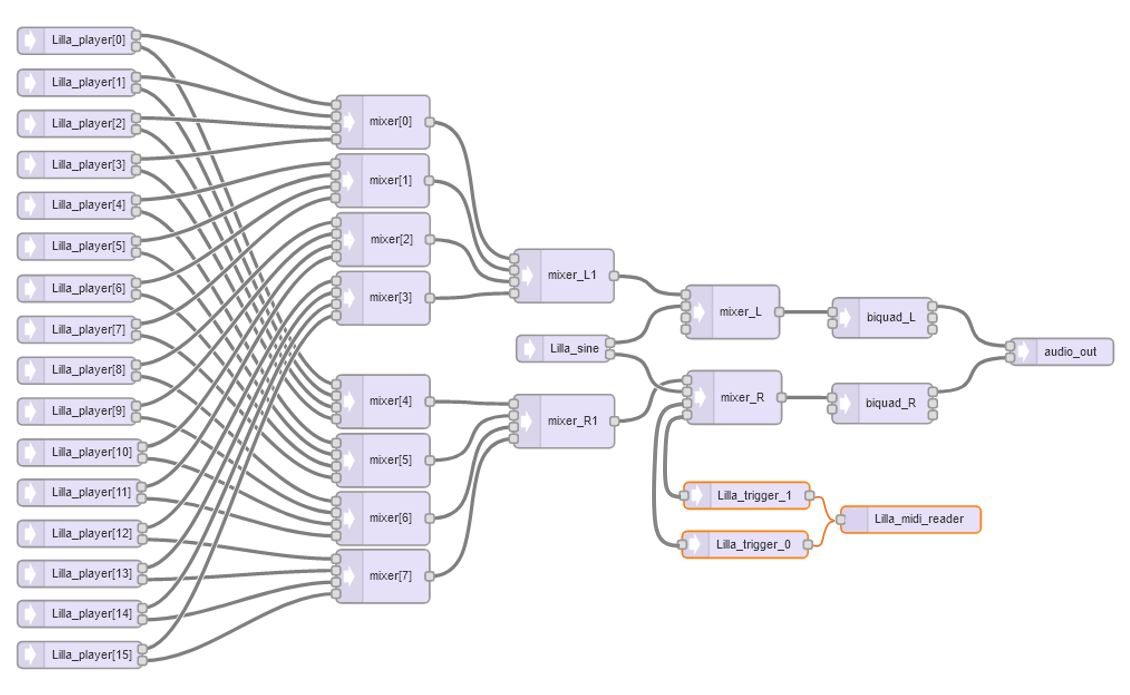 Lilla_player[0]
Lilla_player[1]
Lilla_player[2]
Lilla_player[3]
Lilla_player[4]
Lilla_player[5]
Lilla_player[6]
Lilla_player[7]
Lilla_player[8]
Lilla_player[9]
Lilla_player[10]
Lilla_player[11]
Lilla_player[12]
Lilla_player[13]
Lilla_player[14]
Lilla_player[15]
mixer[0]
mixer[1]
mixer[2]
mixer[3]
mixer[4]
mixer[5]
mixer[6]
mixer[7]
mixer_L1
Lilla_sine
mixer_R1
mixer_L
mixer_R
Lilla_trigger_1
Lilla_trigger_0
biquad_L
biquad_R
Lilla_midi_reader
audio_out